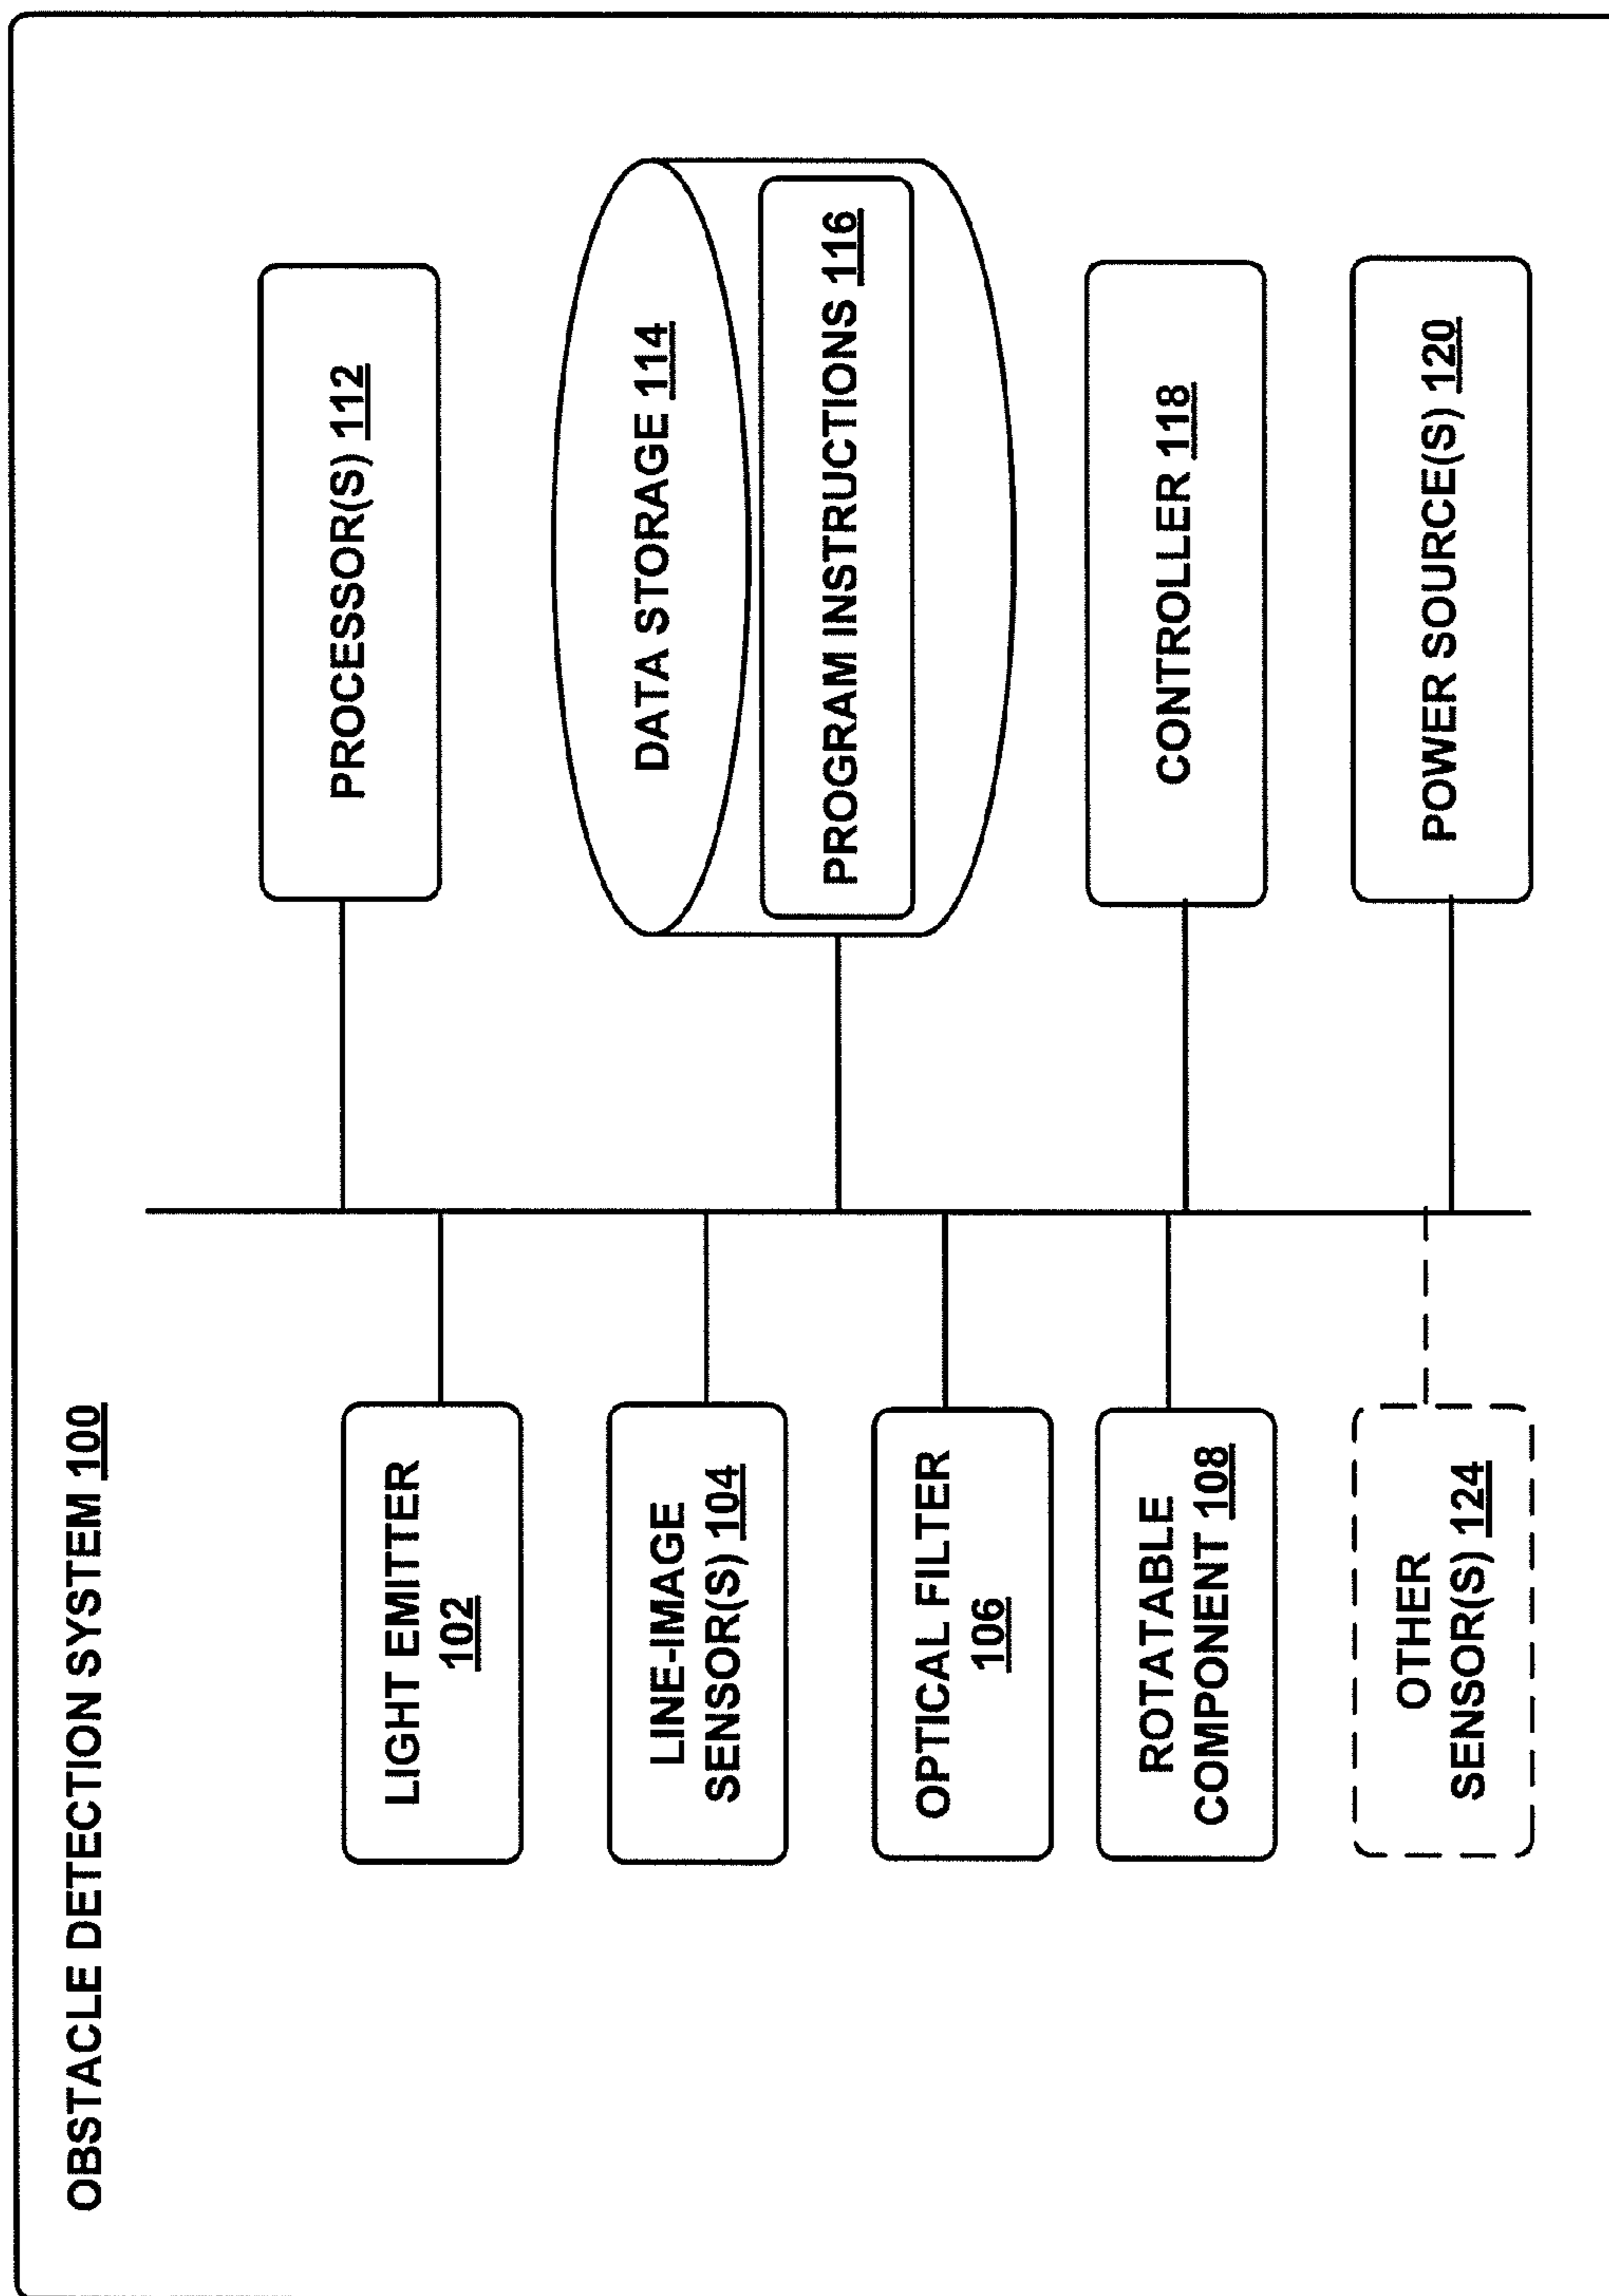 OBSTACLE DETECTION SYSTEM 100
LIGHT EMITTER
102
LINE-IMAGE
SENSOR(S) 104
OPTICAL FILTER
106
ROTATABLE
COMPONENT 108
OTHER
SENSOR(S) 124
PROCESSOR(S) 112
DATA STORAGE 114
PROGRAM INSTRUCTIONS 116
CONTROLLER 118
POWER SOURCE(S) 120